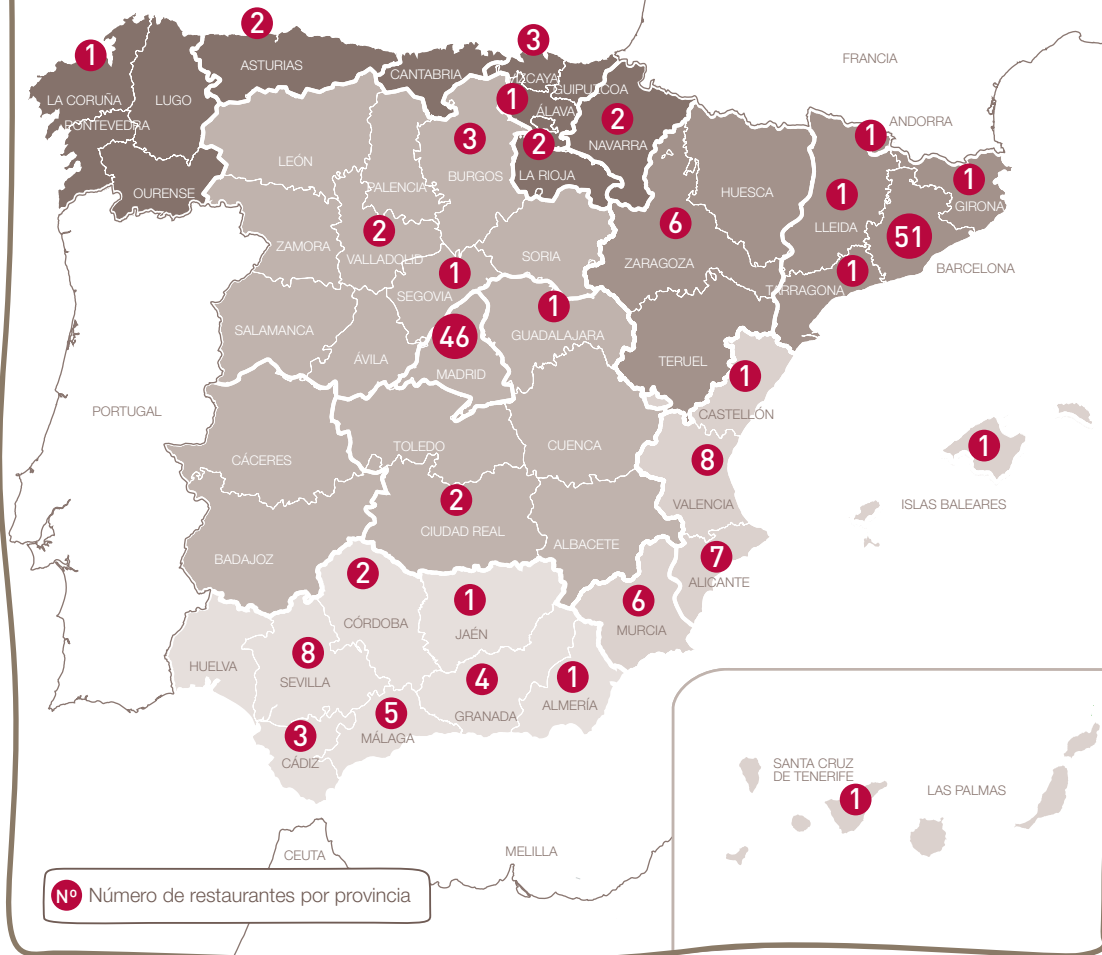 2
1
3
ASTURIAS
CANTABRIA
VIZCAYA
GUIPÚZCOA
FRANCIA
LA CORUÑA
LUGO
1
ÁLAVA
2
NAVARRA
1
ANDORRA
PONTEVEDRA
3
2
LEÓN
PALENCIA
BURGOS
LA RIOJA
OURENSE
HUESCA
1
LLEIDA
1
GIRONA
6
51
2
ZAMORA
VALLADOLID
SORIA
ZARAGOZA
BARCELONA
1
SEGOVIA
1
TARRAGONA
1
GUADALAJARA
SALAMANCA
46
ÁVILA
MADRID
TERUEL
1
CASTELLÓN
PORTUGAL
TOLEDO
CUENCA
CÁCERES
8
VALENCIA
1
ISLAS BALEARES
2
CIUDAD REAL
ALBACETE
BADAJOZ
7
ALICANTE
2
CÓRDOBA
1
JAÉN
6
MURCIA
HUELVA
8
SEVILLA
4
GRANADA
1
ALMERÍA
5
MÁLAGA
3
CÁDIZ
SANTA CRUZ
DE TENERIFE
1
LAS PALMAS
CEUTA
MELILLA
Nº Número de restaurantes por provincia